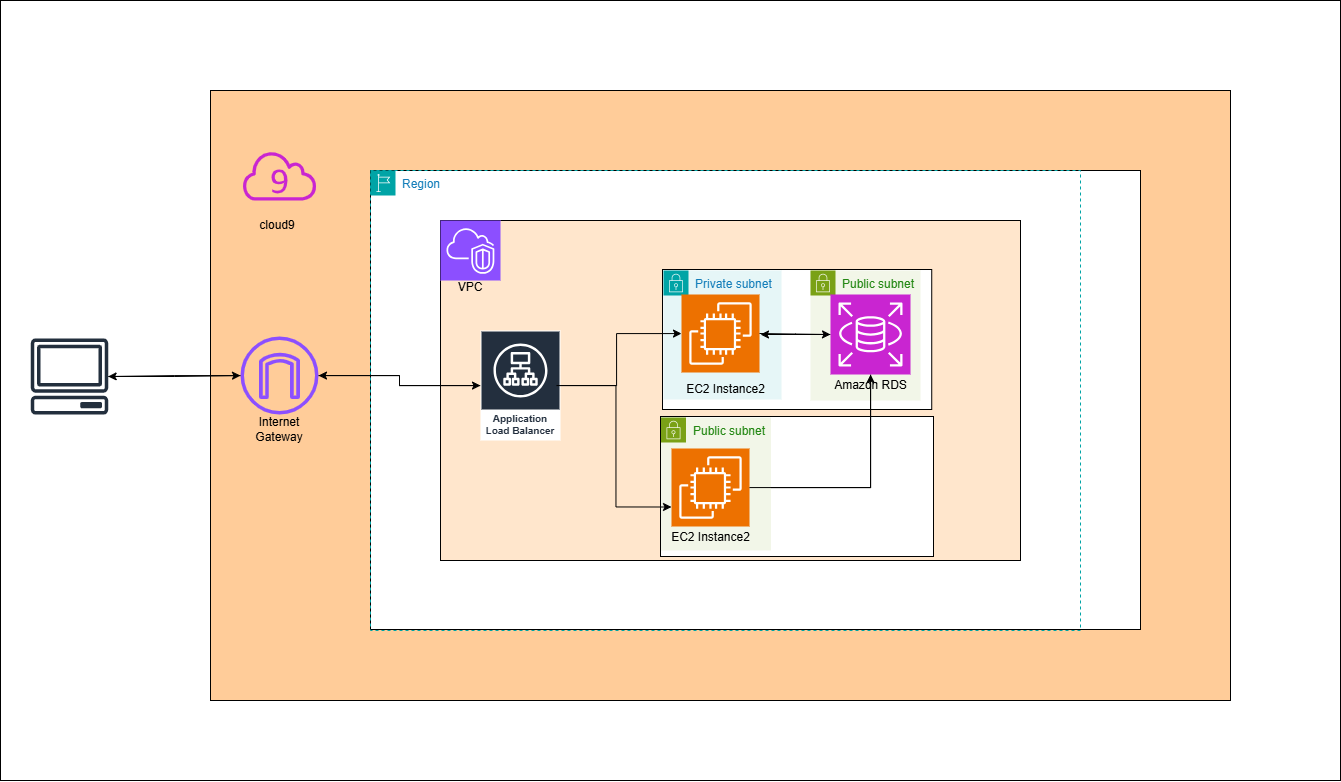 9
cloud9
Region
VPC
Private subnet
Public subnet
EC2 Instance2
Amazon RDS
Application
Load Balancer
Internet
Gateway
Public subnet
EC2 Instance2